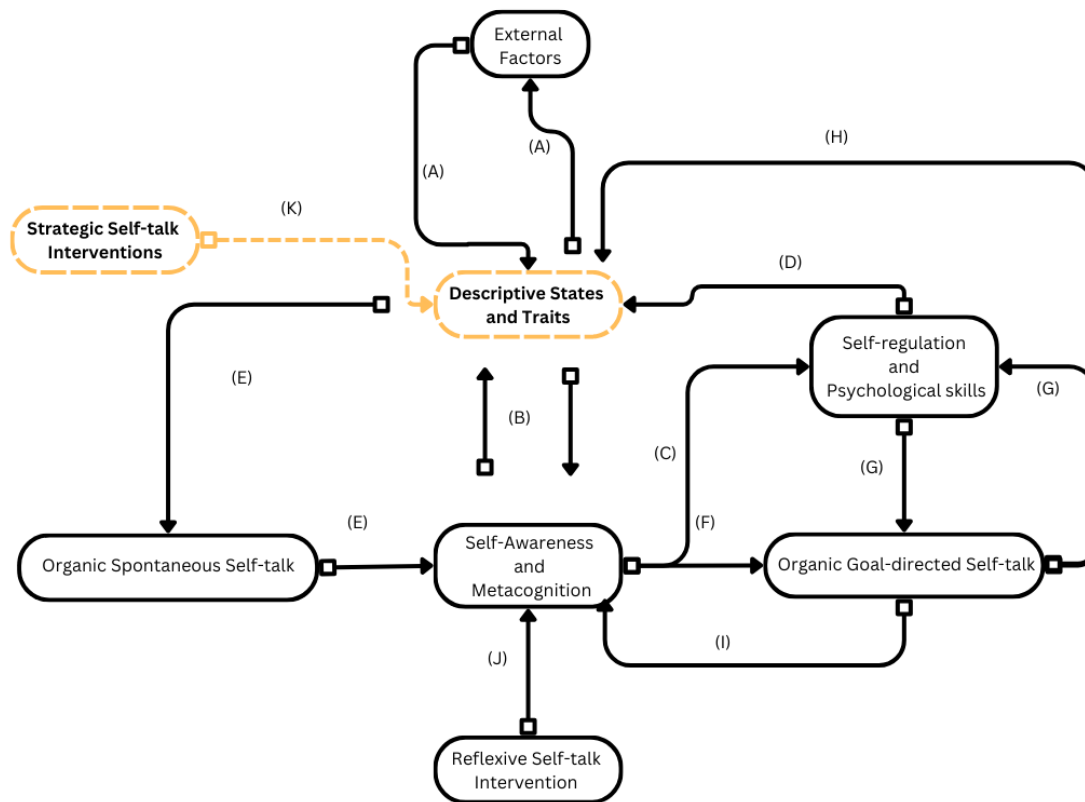 External
Factors
(H)
(A)
(A)
(K)
Strategic Self-talk
Interventions
(D)
Descriptive States
and Traits
Self-regulation
and
Psychological skills
(E)
(G)
(B)
(C)
(G)
(E)
(F)
Organic Spontaneous Self-talk
Self-Awareness
and
Metacognition
Organic Goal-directed Self-talk
(I)
(J)
Reflexive Self-talk
Intervention